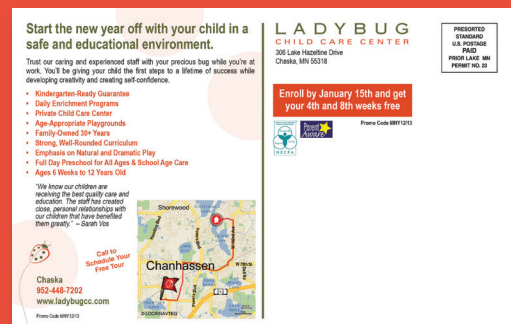 Start the new year off with your child in a
safe and educational environment.
Trust our caring and experienced staff with your precious bug while you're at
work. You'll be giving your child the first steps to a lifetime of success while
developing creativity and creating self-confidence.
• Kindergarten-Ready Guarantee
• Daily Enrichment Programs
• Private Child Care Center
• Age-Appropriate Playgrounds
• Family-Owned 30+ Years
• Strong, Well-Rounded Curriculum
• Emphasis on Natural and Dramatic Play
• Full Day Preschool for All Ages & School Age Care
• Ages 6 Weeks to 12 Years Old
"We know our children are
receiving the best quality care and
education. The staff has created
close, personal relationships with
our children that have benefited
them greatly." – Sarah Vos
Call to
Schedule Your
Free Tour
Chaska
952-448-7202
www.ladybugcc.com
Promo Code MNY12/13
Shorewood
Chanhassen
W 78th St
© LOCR/NAVTEQ
LADYBUG
CHILD CARE CENTER
306 Lake Hazeltine Drive
Chaska, MN 55318
Enroll by January 15th and get
your 4th and 8th weeks free
Parent
Aware
Promo Code MNY12/13
NECPA
PRESORTED
STANDARD
U.S. POSTAGE
PAID
PRIOR LAKE MN
PERMIT NO. 23